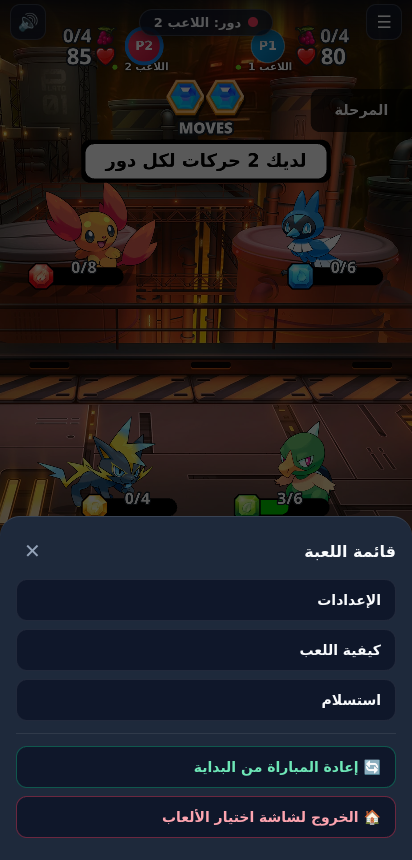 دور: اللاعب 2
0/4
0/4
85
80
P2
P1
اللاعب 2
اللاعب 1
MOVES
المرحلة
لديك 2 حركات لكل دور
0/8
0/6
0/4
3/6
قائمة اللعبة
الإعدادات
كيفية اللعب
استسلام
إعادة المباراة من البداية
الخروج لشاشة اختيار الألعاب